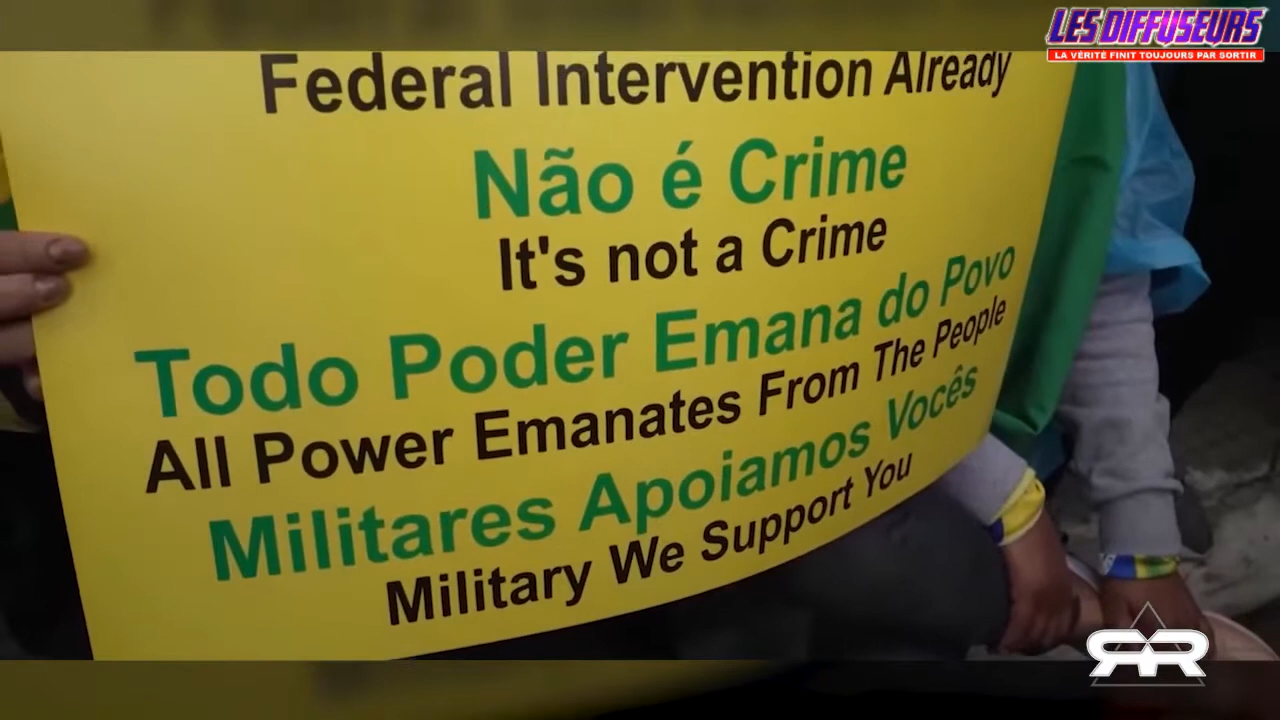 LES DIFFUSEURS
LA VÉRITÉ FINIT TOUJOURS PAR SORTIR
Federal Intervention Already
Não é Crime
It's not a Crime
Todo Poder Emana do Povo
All Power Emanates From The People
Militares Apoiamos Vocês
Military We Support You
RR